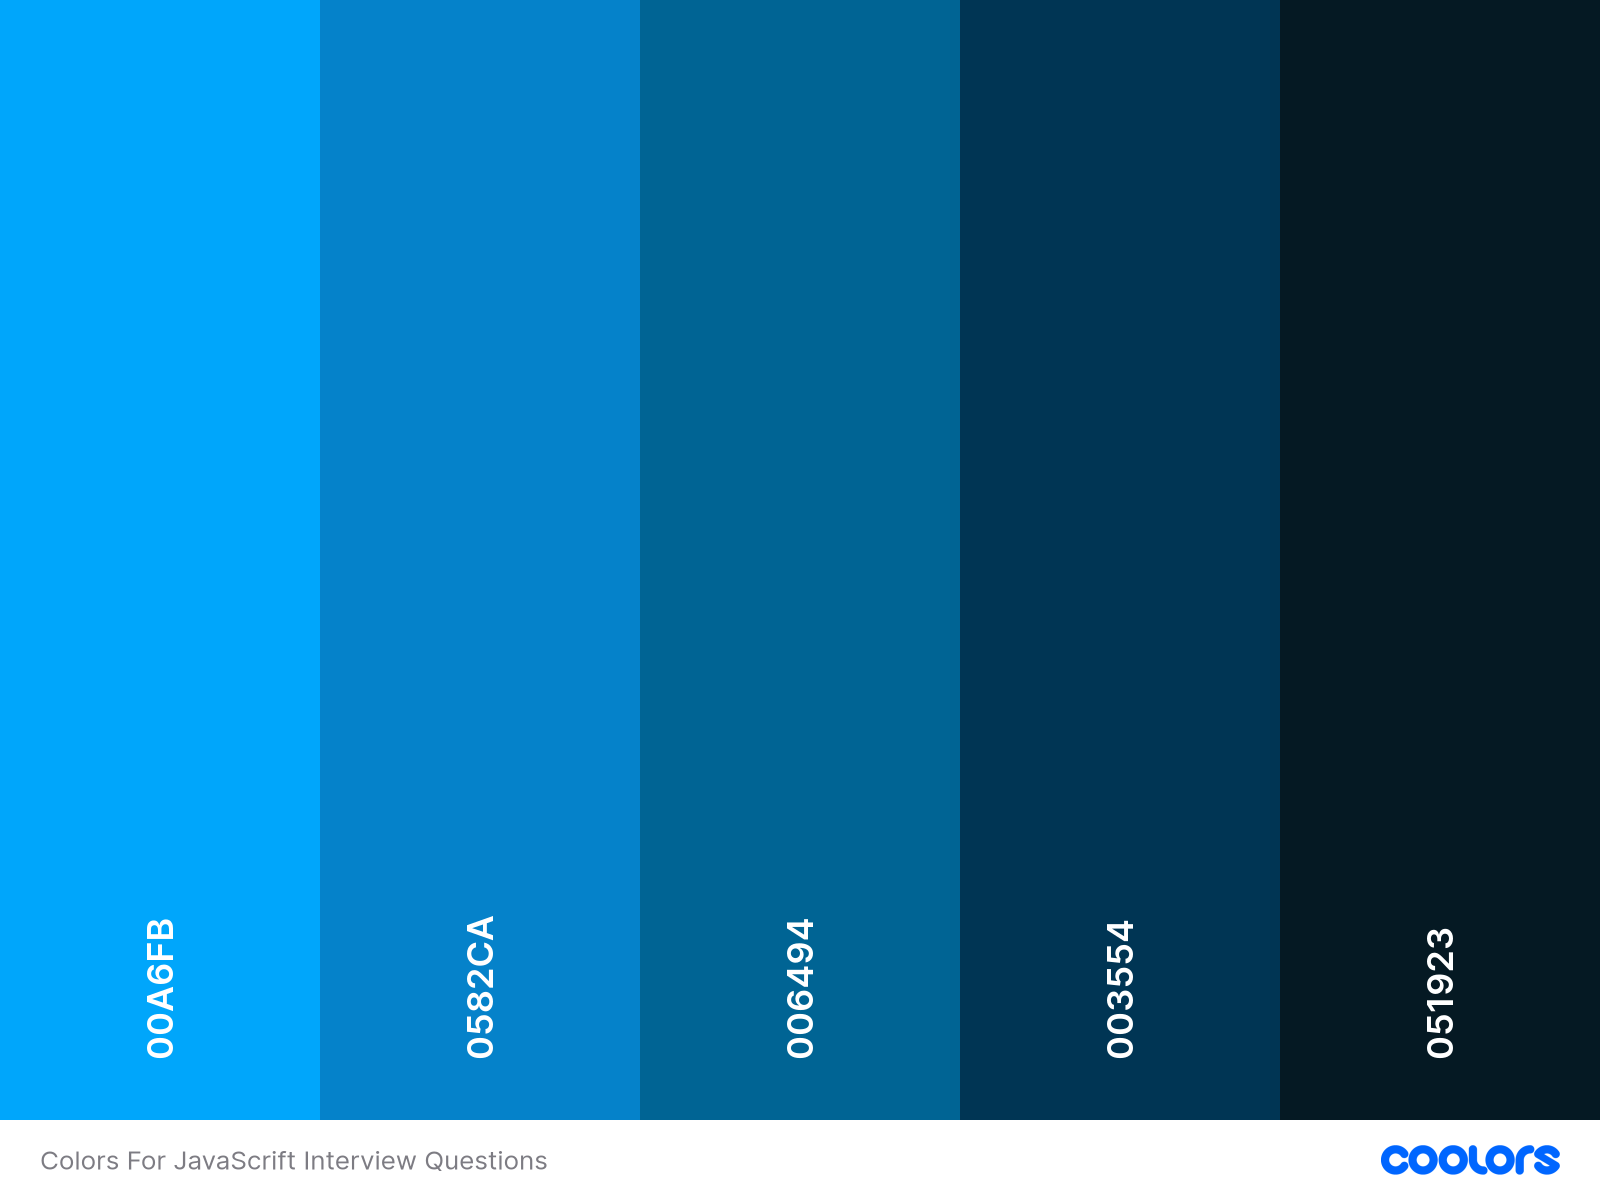 00A6FB
0582CA
006494
003554
051923
Colors For JavaScrift Interview Questions
coolors